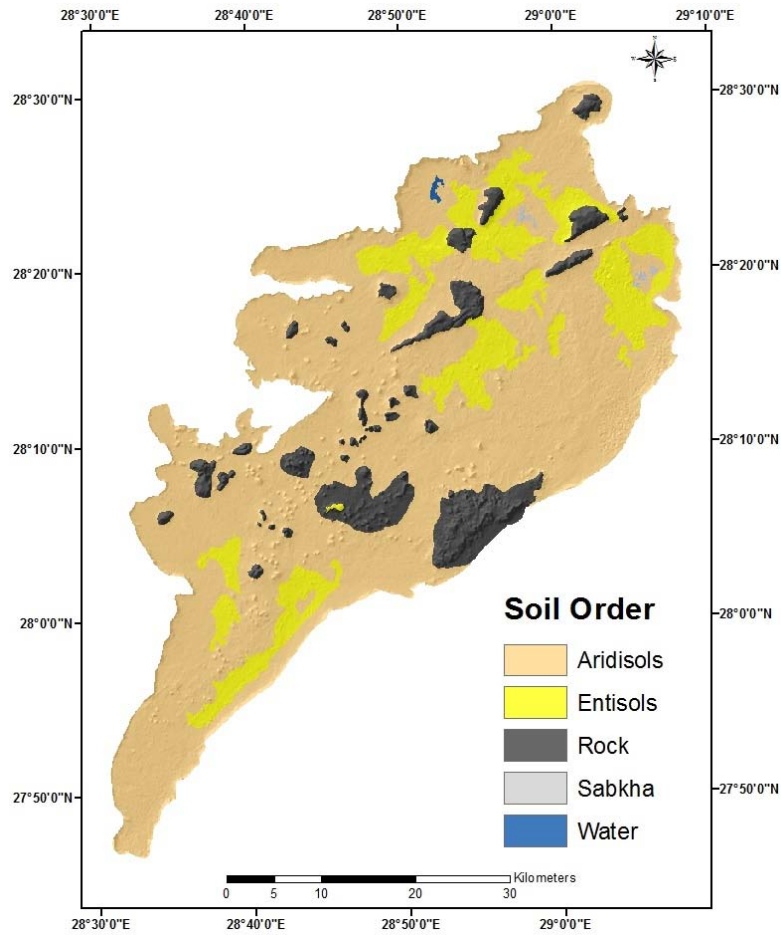 28°30'0"E 28°40'0"E 28°50'0"E 29°0'0"E 29°10'0"E
28°30'0"N 28°30'0"N
28°20'0"N 28°20'0"N
28°10'0"N 28°10'0"N
28°0'0"N 28°0'0"N
27°50'0"N 27°50'0"N
Soil Order
Aridisols
Entisols
Rock
Sabkha
Water
Kilometers
0 5 10 20 30
28°30'0"E 28°40'0"E 28°50'0"E 29°0'0"E